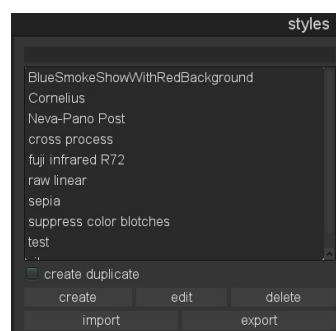 styles
BlueSmokeShowWithRedBackground
Cornelius
Neva-Pano Post
cross process
fuji infrared R72
raw linear
sepia
suppress color blotches
test
create duplicate
create edit delete
import export